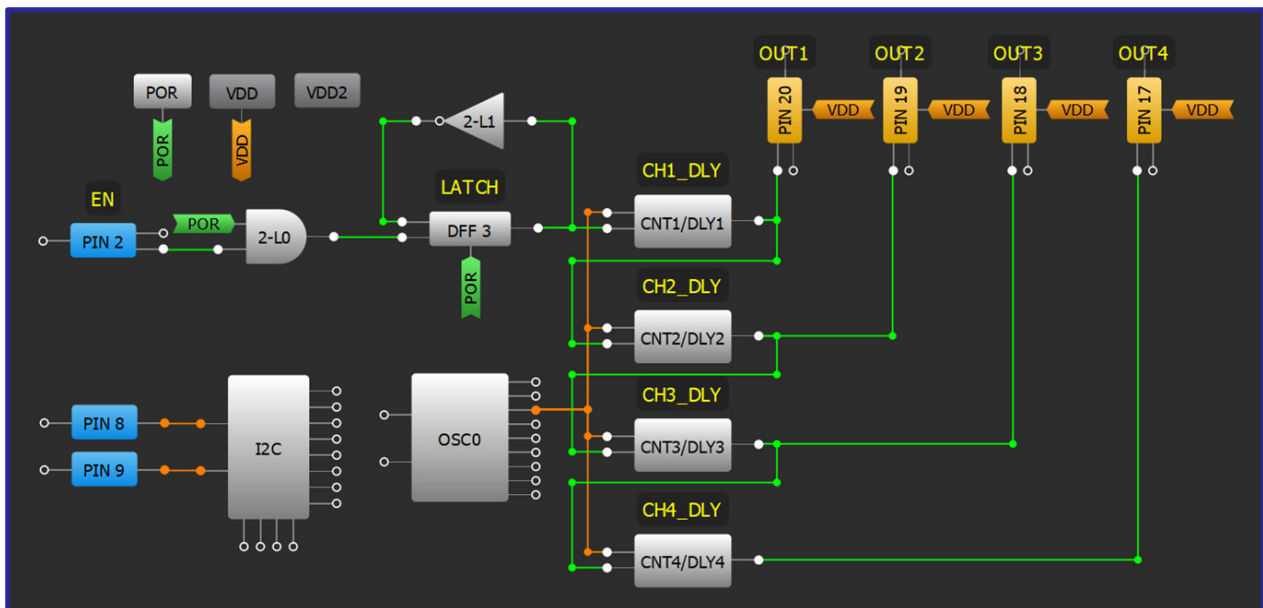 OUT1
OUT2
OUT3
OUT4
POR
VDD
VDD2
PIN 20
VDD
PIN 19
VDD
PIN 18
VDD
PIN 17
VDD
POR
VDD
2-L1
EN
LATCH
CH1_DLY
PIN 2
POR
2-L0
DFF 3
CNT1/DLY1
POR
CH2_DLY
CNT2/DLY2
CH3_DLY
PIN 8
PIN 9
I2C
OSC0
CNT3/DLY3
CH4_DLY
CNT4/DLY4